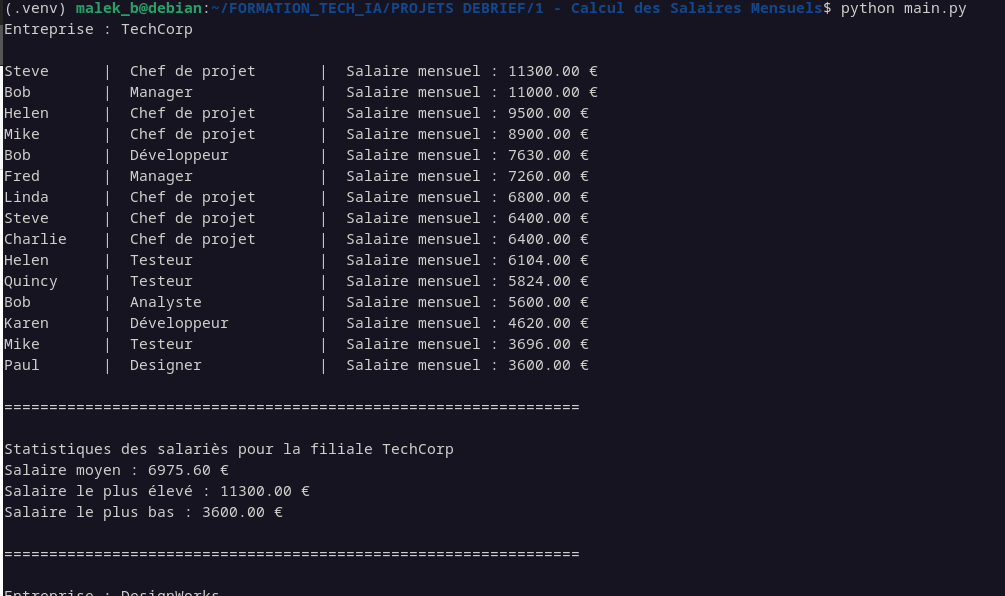 (.venv) malek_b@debian:~/FORMATION_TECH_IA/PROJETS DEBRIEF/1 - Calcul des Salaires Mensuels$ python main.py
Entreprise : TechCorp
Steve | Chef de projet | Salaire mensuel : 11300.00 €
Bob | Manager | Salaire mensuel : 11000.00 €
Helen | Chef de projet | Salaire mensuel : 9500.00 €
Mike | Chef de projet | Salaire mensuel : 8900.00 €
Bob | Développeur | Salaire mensuel : 7630.00 €
Fred | Manager | Salaire mensuel : 7260.00 €
Linda | Chef de projet | Salaire mensuel : 6800.00 €
Steve | Chef de projet | Salaire mensuel : 6400.00 €
Charlie | Chef de projet | Salaire mensuel : 6400.00 €
Helen | Testeur | Salaire mensuel : 6104.00 €
Quincy | Testeur | Salaire mensuel : 5824.00 €
Bob | Analyste | Salaire mensuel : 5600.00 €
Karen | Développeur | Salaire mensuel : 4620.00 €
Mike | Testeur | Salaire mensuel : 3696.00 €
Paul | Designer | Salaire mensuel : 3600.00 €
================================================================
Statistiques des salariès pour la filiale TechCorp
Salaire moyen : 6975.60 €
Salaire le plus élevé : 11300.00 €
Salaire le plus bas : 3600.00 €
================================================================
Entreprise : DesignWorks